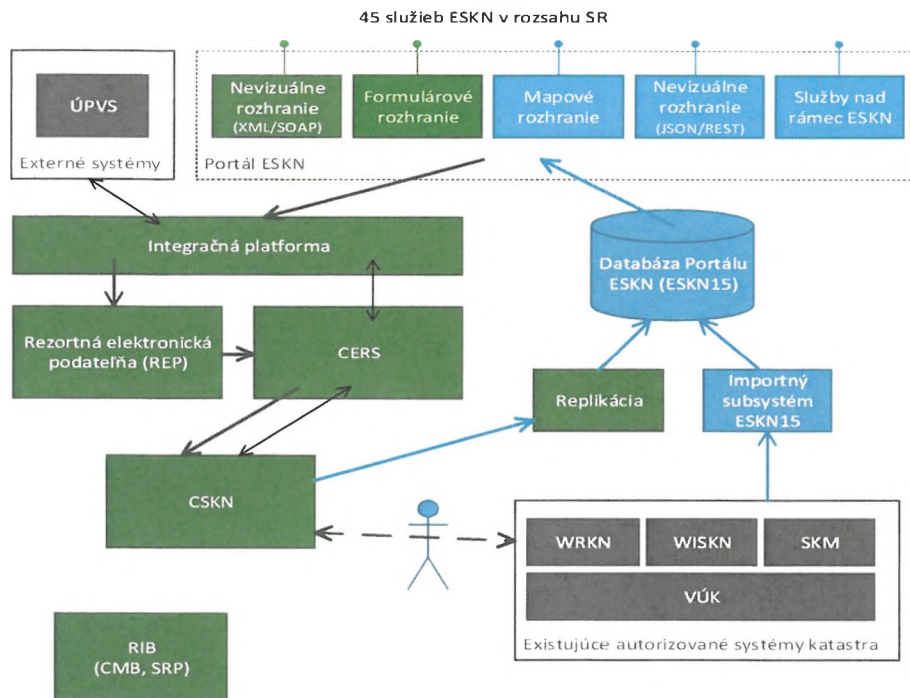 45 služieb ESKN v rozsahu SR
ÚPVS
Externé systémy
Nevizuálne
rozhranie
(XML/SOAP)
Formulárové
rozhranie
Mapové
rozhranie
Nevizuálne
rozhranie
(JSON/REST)
Služby nad
rámec ESKN
Portál ESKN
Integračná platforma
Databáza Portálu
ESKN (ESKN15)
Rezortná elektronická
podateľňa (REP)
CERS
Replikácia
Importný
subsystém
ESKN15
CSKN
WRKN
WISKN
SKM
VÚK
Existujúce autorizované systémy katastra
RIB
(CMB, SRP)